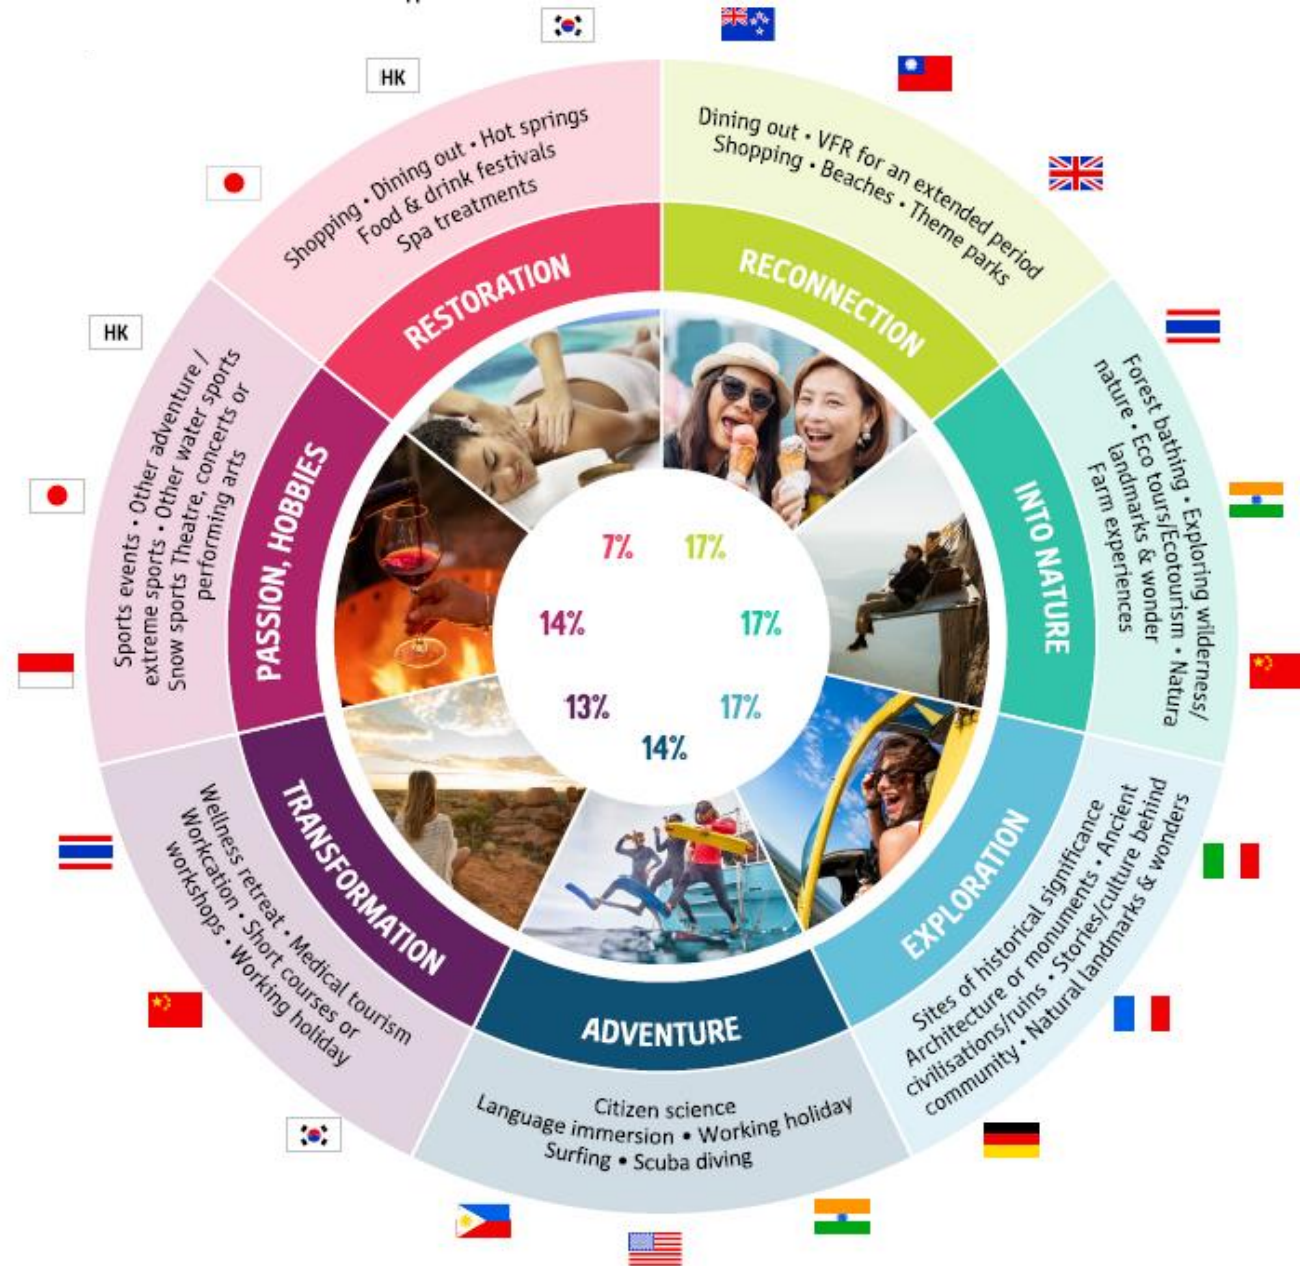 HK
Shopping • Dining out • Hot springs
Food & drink festivals
Spa treatments
RESTORATION
7%
Dining out • VFR for an extended period
Shopping • Beaches • Theme parks
RECONNECTION
17%
Forest bathing • Exploring wilderness/
nature • Eco tours/Ecotourism • Natura
landmarks & wonder
Farm experiences
INTO NATURE
17%
Sites of historical significance
Architecture or monuments • Ancient
civilisations/ruins • Stories/culture behind
community • Natural landmarks & wonders
EXPLORATION
17%
Citizen science
Language immersion • Working holiday
Surfing • Scuba diving
ADVENTURE
14%
Wellness retreat • Medical tourism
Workcation • Short courses or
workshops • Working holiday
TRANSFORMATION
13%
HK
Sports events • Other adventure /
extreme sports • Other water sports
Snow sports Theatre, concerts or
performing arts
PASSION, HOBBIES
14%